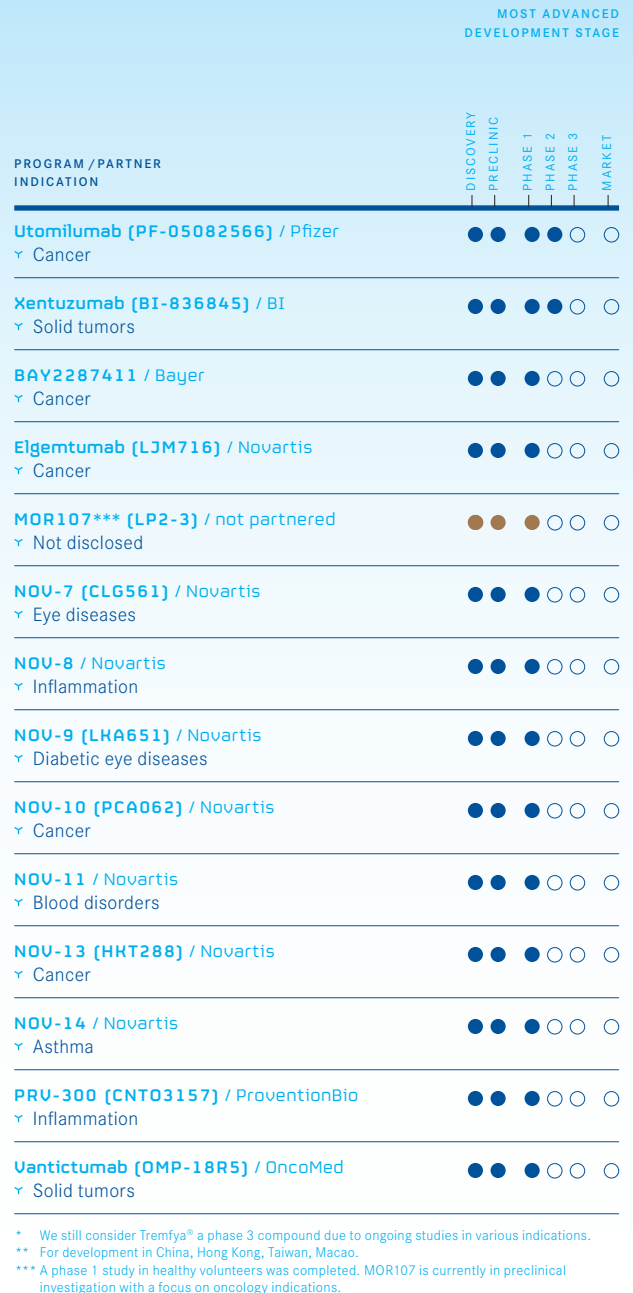 MOST ADVANCED
DEVELOPMENT STAGE
DISCOVERY
PRECLINIC
PHASE 1
PHASE 2
PHASE 3
MARKET
PROGRAM / PARTNER
INDICATION
Utomilumab (PF-05082566) / Pfizer
Cancer
Xentuzumab (BI-836845) / BI
Solid tumors
BAY2287411 / Bayer
Cancer
Elgemtumab (LJM716) / Novartis
Cancer
MOR107*** (LP2-3) / not partnered
Not disclosed
NOV-7 (CLG561) / Novartis
Eye diseases
NOV-8 / Novartis
Inflammation
NOV-9 (LKA651) / Novartis
Diabetic eye diseases
NOV-10 (PCA062) / Novartis
Cancer
NOV-11 / Novartis
Blood disorders
NOV-13 (HKT288) / Novartis
Cancer
NOV-14 / Novartis
Asthma
PRV-300 (CNTO3157) / ProventionBio
Inflammation
Vantictumab (OMP-18R5) / OncoMed
Solid tumors
* We still consider Tremfya® a phase 3 compound due to ongoing studies in various indications.
** For development in China, Hong Kong, Taiwan, Macao.
*** A phase 1 study in healthy volunteers was completed. MOR107 is currently in preclinical
investigation with a focus on oncology indications.